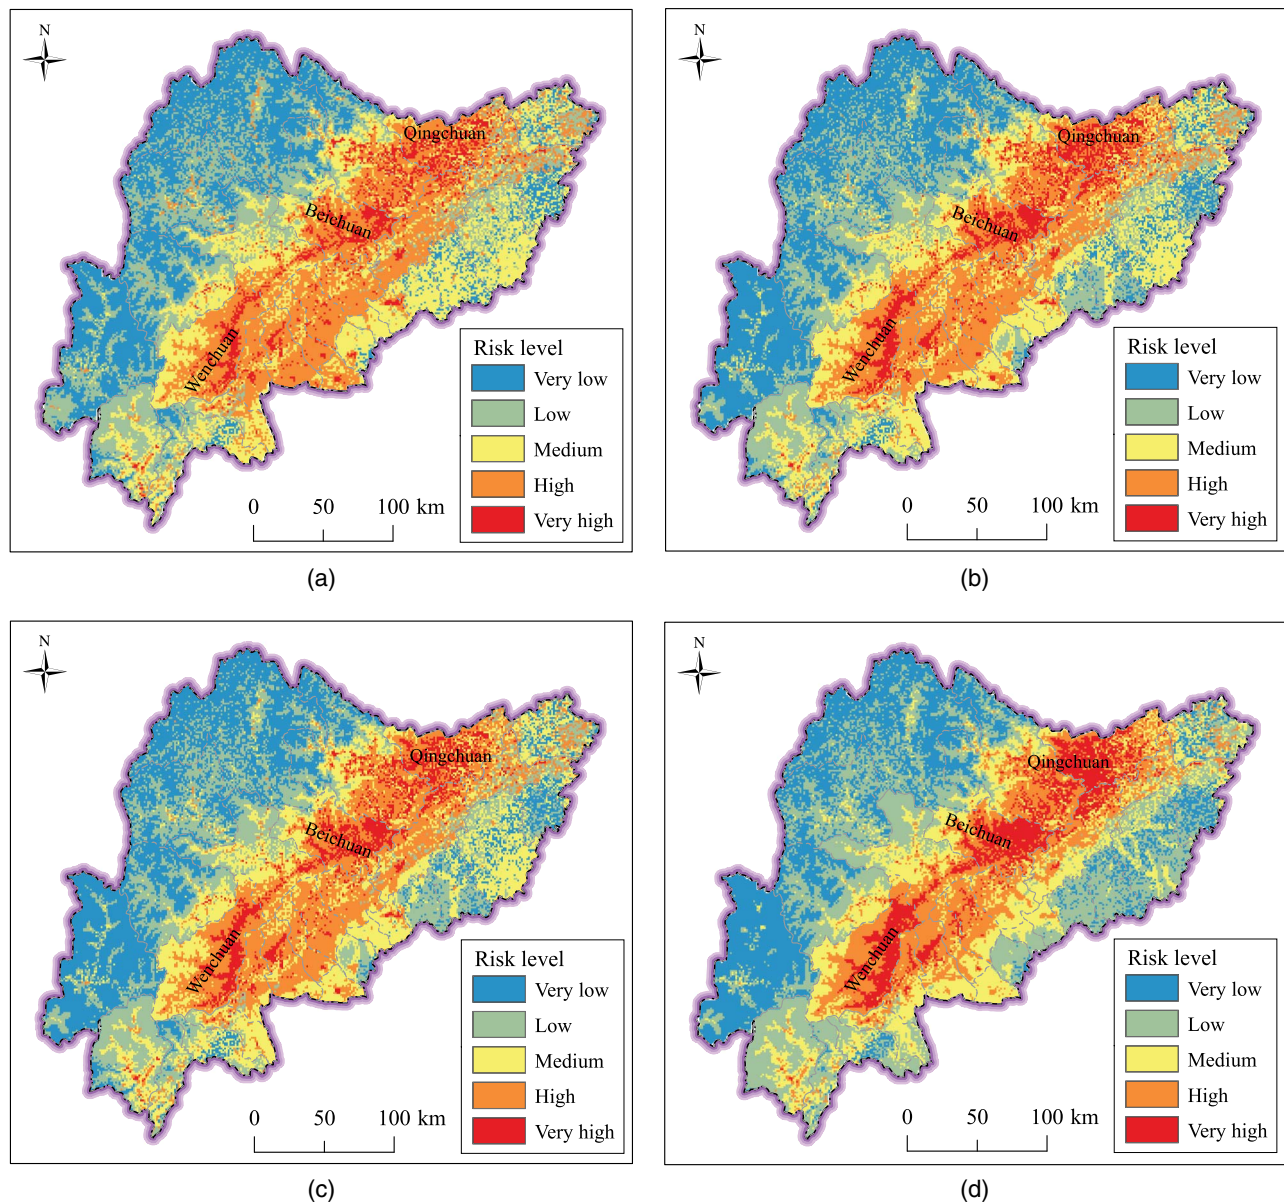 N
Qingchuan
Beichuan
Wenchuan
Risk level
Very low
Low
Medium
High
Very high
0 50 100 km
(a)
N
Qingchuan
Beichuan
Wenchuan
Risk level
Very low
Low
Medium
High
Very high
0 50 100 km
(b)
N
Qingchuan
Beichuan
Wenchuan
Risk level
Very low
Low
Medium
High
Very high
0 50 100 km
(c)
N
Qingchuan
Beichuan
Wenchuan
Risk level
Very low
Low
Medium
High
Very high
0 50 100 km
(d)